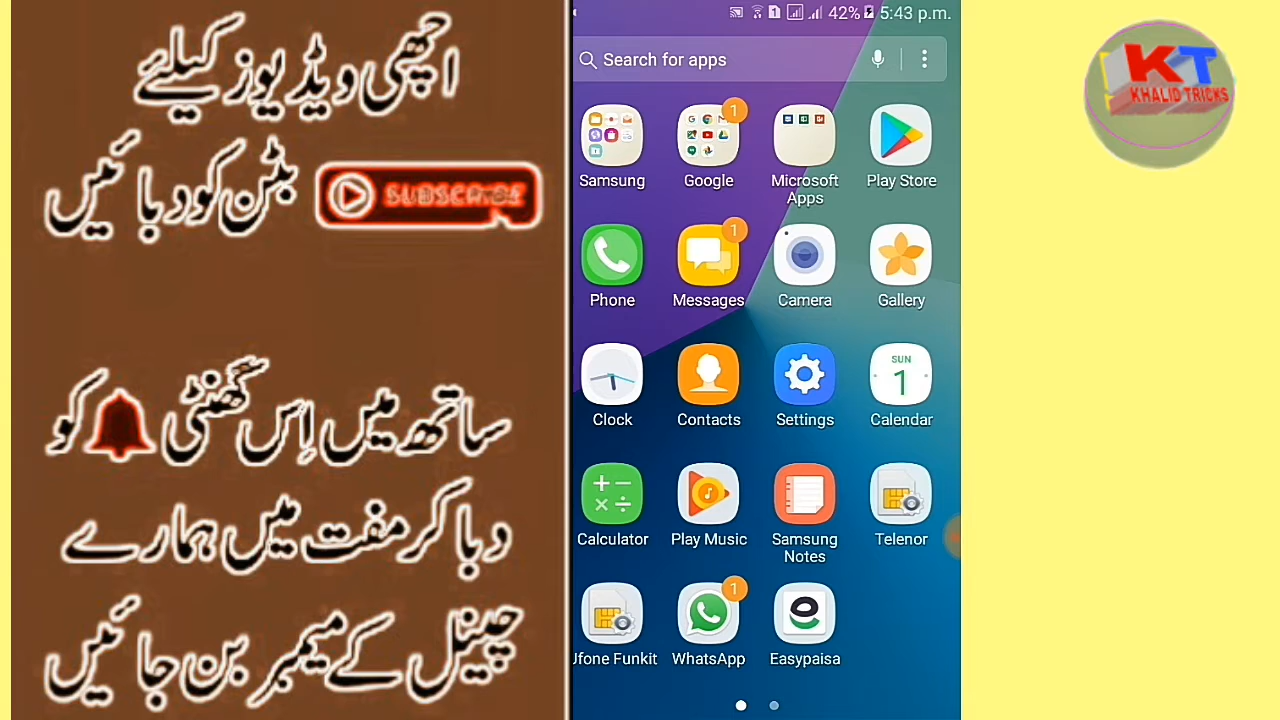 اچھی ویڈیوز کیلئے
بٹن کو دبائیں SUBSCRIBE
ساتھ میں اِس گھنٹی کو
دبا کر مفت میں ہمارے
چینل کے میمبر بن جائیں
42% 5:43 p.m.
Search for apps
Samsung Google Microsoft Apps Play Store
Phone Messages Camera Gallery
Clock Contacts Settings Calendar
SUN 1
Calculator Play Music Samsung Notes Telenor
Ufone Funkit WhatsApp Easypaisa
KT
KHALID TRICKS